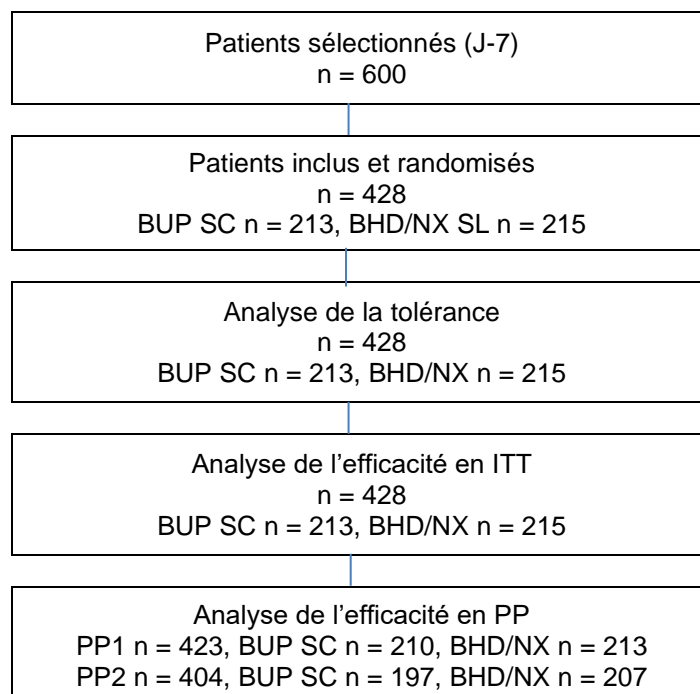 Patients sélectionnés (J-7)
n = 600
Patients inclus et randomisés
n = 428
BUP SC n = 213, BHD/NX SL n = 215
Analyse de la tolérance
n = 428
BUP SC n = 213, BHD/NX n = 215
Analyse de l’efficacité en ITT
n = 428
BUP SC n = 213, BHD/NX n = 215
Analyse de l’efficacité en PP
PP1 n = 423, BUP SC n = 210, BHD/NX n = 213
PP2 n = 404, BUP SC n = 197, BHD/NX n = 207